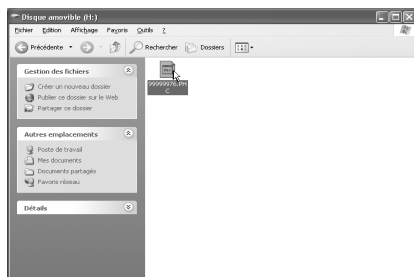 Disque amovible (H:)
Fichier Edition Affichage Favoris Outils ?
Précédente Rechercher Dossiers
Gestion des fichiers
Créer un nouveau dossier
Publier ce dossier sur le Web
Partager ce dossier
Autres emplacements
Poste de travail
Mes documents
Documents partagés
Favoris réseau
Détails
99999976.PH
C